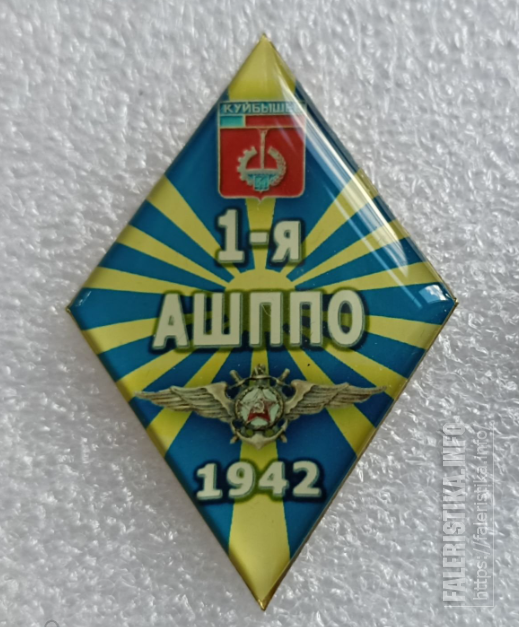 КУЙБЫШЕВ
1-я
АШППО
1942
FALERISTIKA.INFO
https://faleristika.info